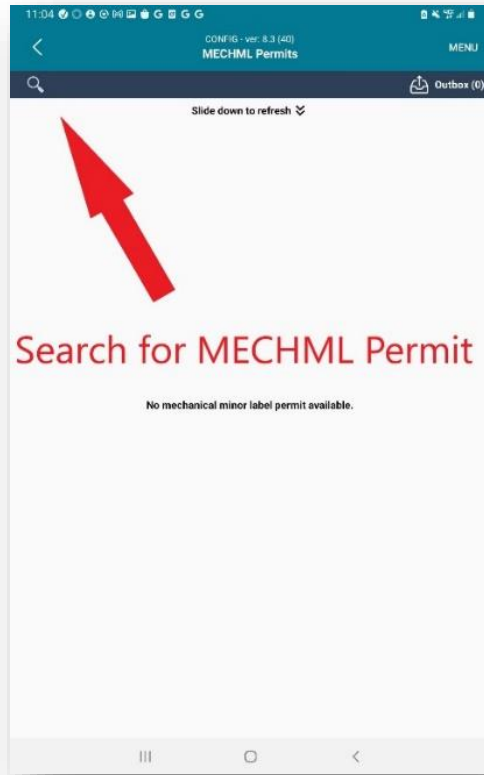 11:04
CONFIG - ver: 8.3 (40)
MECHML Permits
MENU
Outbox (0)
Slide down to refresh
Search for MECHML Permit
No mechanical minor label permit available.